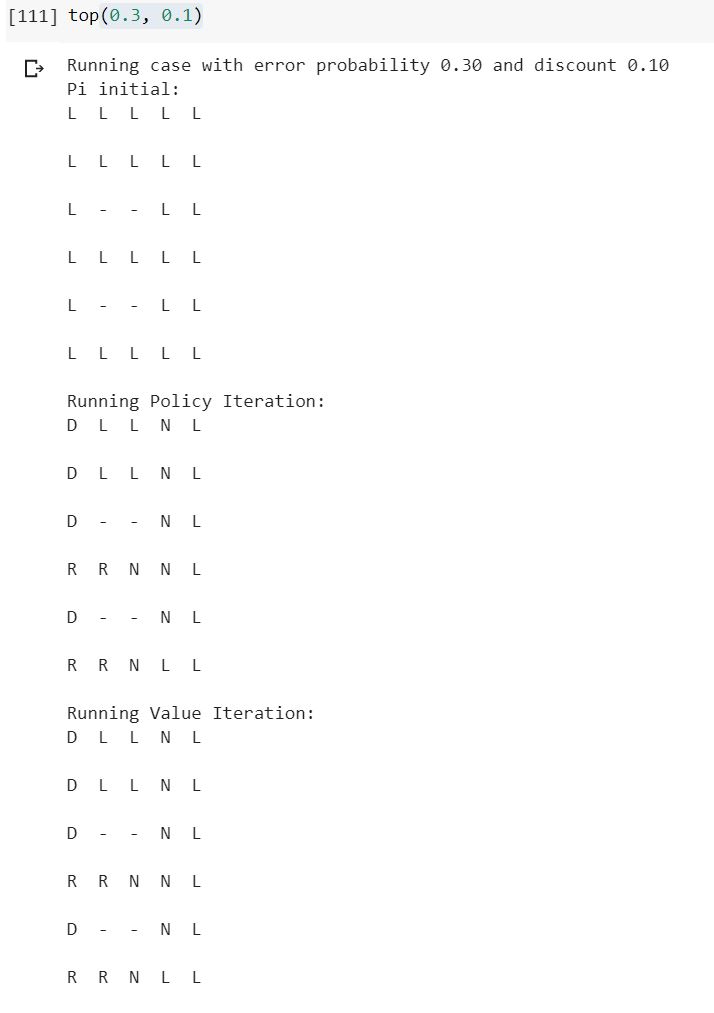 [111] top(0.3, 0.1)
Running case with error probability 0.30 and discount 0.10
Pi initial:
L L L L L
L L L L L
L - - L L
L L L L L
L - - L L
L L L L L
Running Policy Iteration:
D L L N L
D L L N L
D - - N L
R R N N L
D - - N L
R R N L L
Running Value Iteration:
D L L N L
D L L N L
D - - N L
R R N N L
D - - N L
R R N L L